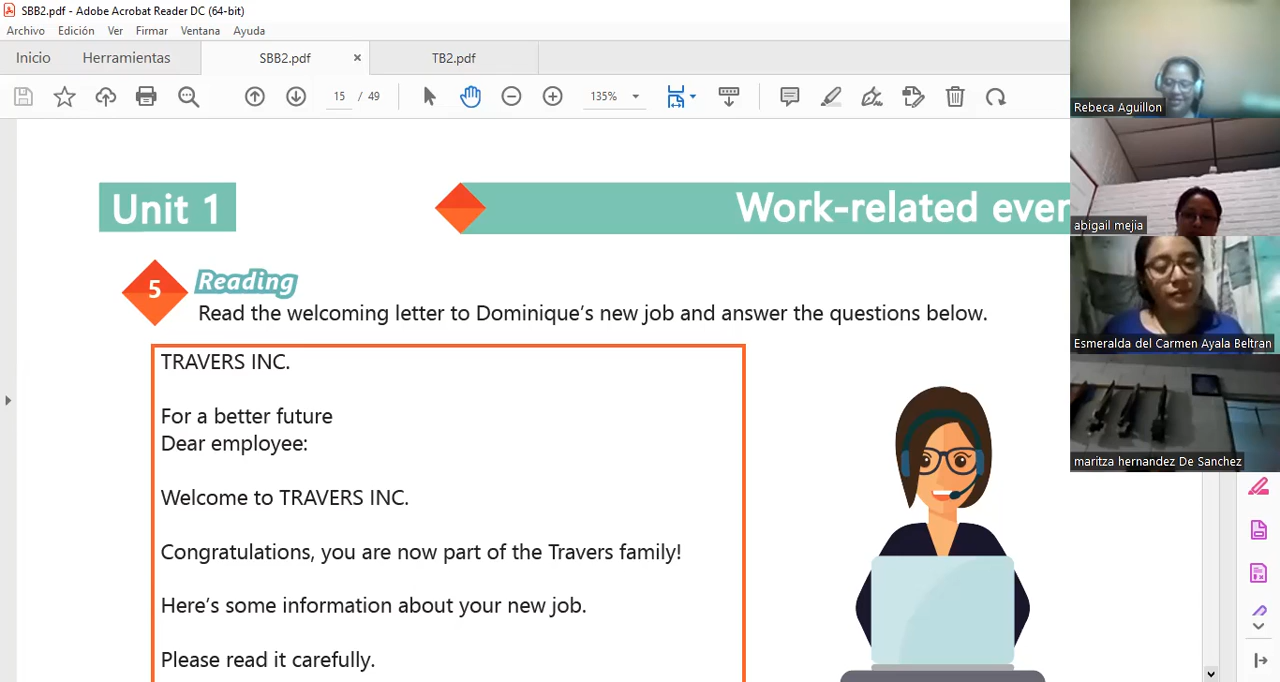 SBB2.pdf - Adobe Acrobat Reader DC (64-bit)
Archivo Edición Ver Firmar Ventana Ayuda
Inicio Herramientas SBB2.pdf × TB2.pdf
15 / 49 135%
Unit 1
Work-related ever
5 Reading
Read the welcoming letter to Dominique's new job and answer the questions below.
TRAVERS INC.
For a better future
Dear employee:
Welcome to TRAVERS INC.
Congratulations, you are now part of the Travers family!
Here's some information about your new job.
Please read it carefully.
Rebeca Aguillon
abigail mejia
Esmeralda del Carmen Ayala Beltran
maritza hernandez De Sanchez